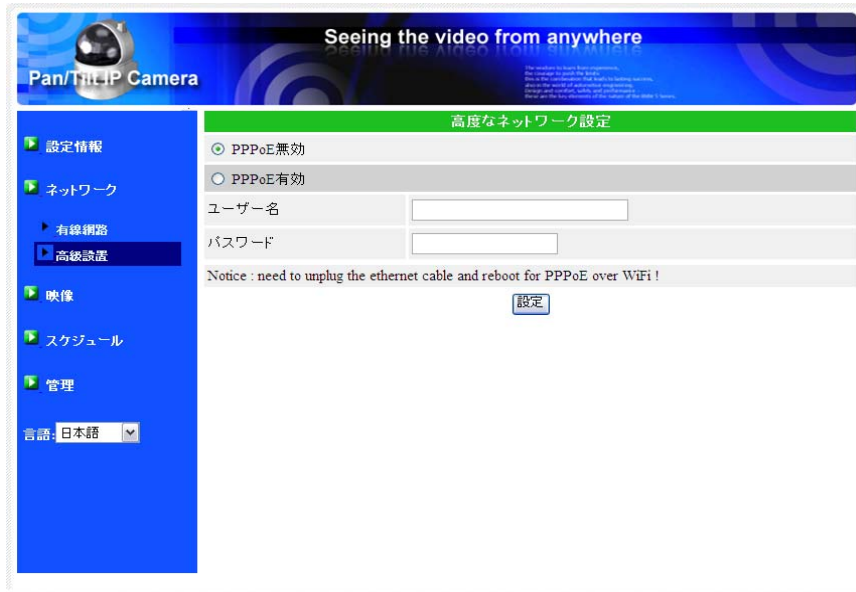 Seeing the video from anywhere
Pan/Tilt IP Camera
設定情報
ネットワーク
有線網路
高級設置
映像
スケジュール
管理
言語: 日本語
高度なネットワーク設定
PPPoE無効
PPPoE有効
ユーザー名
パスワード
Notice : need to unplug the ethernet cable and reboot for PPPoE over WiFi !
設定